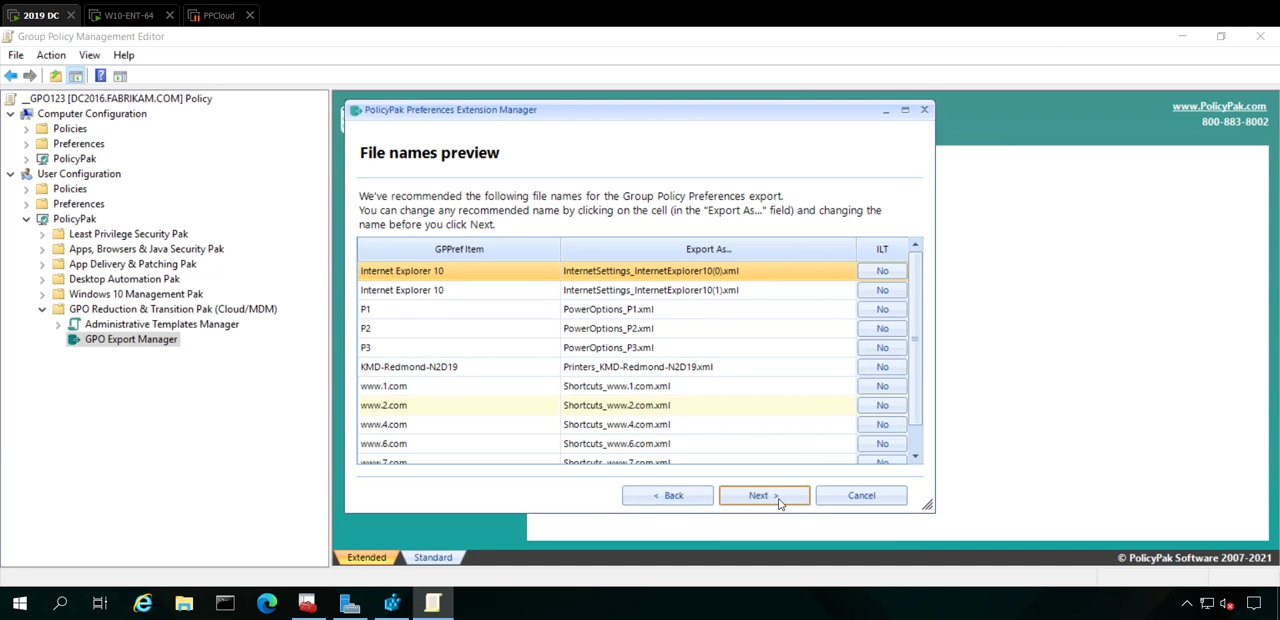 2019 DC
W10-ENT-64
PPCloud
Group Policy Management Editor
File Action View Help
__GPO123 [DC2016.FABRIKAM.COM] Policy
Computer Configuration
Policies
Preferences
PolicyPak
User Configuration
Policies
Preferences
PolicyPak
Least Privilege Security Pak
Apps, Browsers & Java Security Pak
App Delivery & Patching Pak
Desktop Automation Pak
Windows 10 Management Pak
GPO Reduction & Transition Pak (Cloud/MDM)
Administrative Templates Manager
GPO Export Manager
www.PolicyPak.com
800-883-8002
PolicyPak Preferences Extension Manager
File names preview
We've recommended the following file names for the Group Policy Preferences export.
You can change any recommended name by clicking on the cell (in the "Export As..." field) and changing the
name before you click Next.
GPPref Item Export As... ILT
Internet Explorer 10 InternetSettings_InternetExplorer10(0).xml No
Internet Explorer 10 InternetSettings_InternetExplorer10(1).xml No
P1 PowerOptions_P1.xml No
P2 PowerOptions_P2.xml No
P3 PowerOptions_P3.xml No
KMD-Redmond-N2D19 Printers_KMD-Redmond-N2D19.xml No
www.1.com Shortcuts_www.1.com.xml No
www.2.com Shortcuts_www.2.com.xml No
www.4.com Shortcuts_www.4.com.xml No
www.6.com Shortcuts_www.6.com.xml No
www.7.com Shortcuts_www.7.com.xml No
< Back Next > Cancel
Extended Standard
© PolicyPak Software 2007-2021